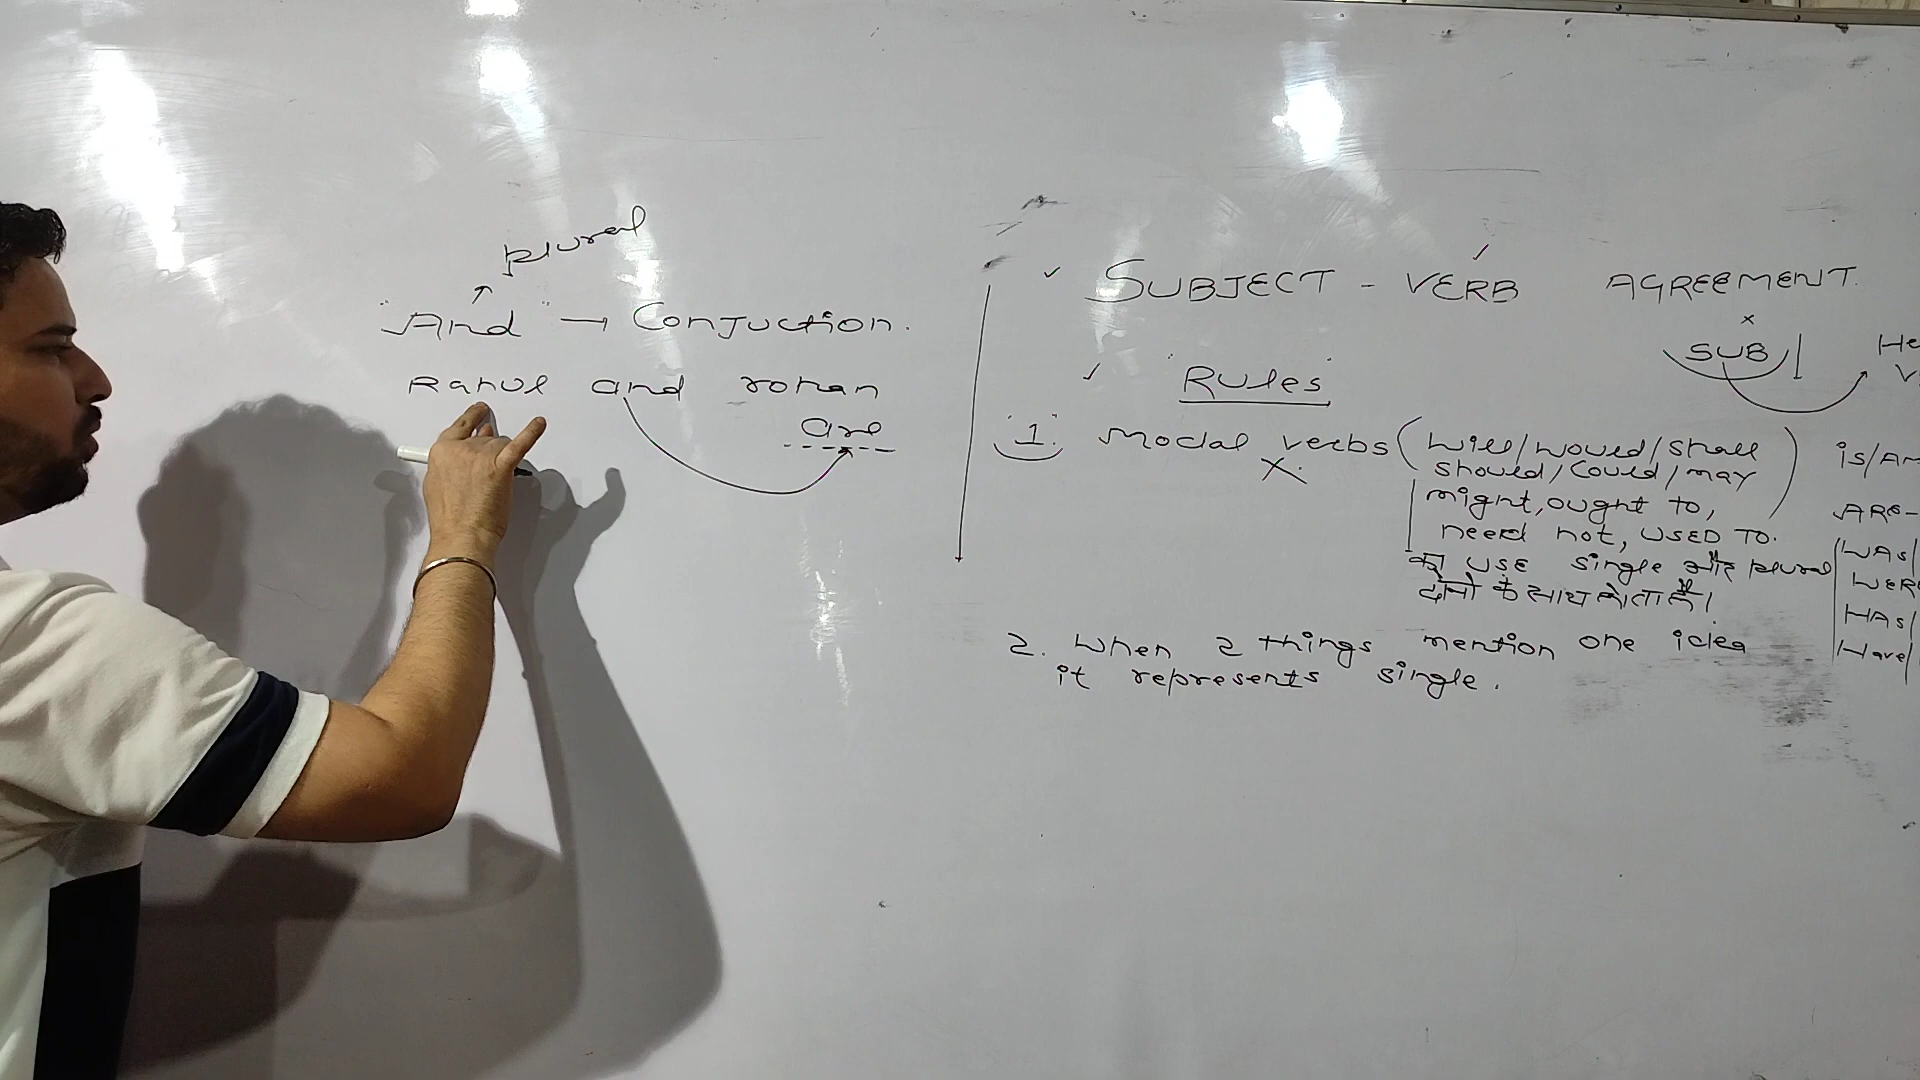 plural
"And" → Conjuction.
Rahul and rohan
are
SUBJECT - VERB AGREEMENT.
SUB
He
V
"Rules"
"1." Modal verbs (will/would/shall
should/could/may
might, ought to,
need not, USED TO.
का USE single और plural
दोनो के साथ होता है।
2. When 2 things mention one idea
it represents single.
is/AM
ARE-
WAS/
WERE
HAS/
Have/